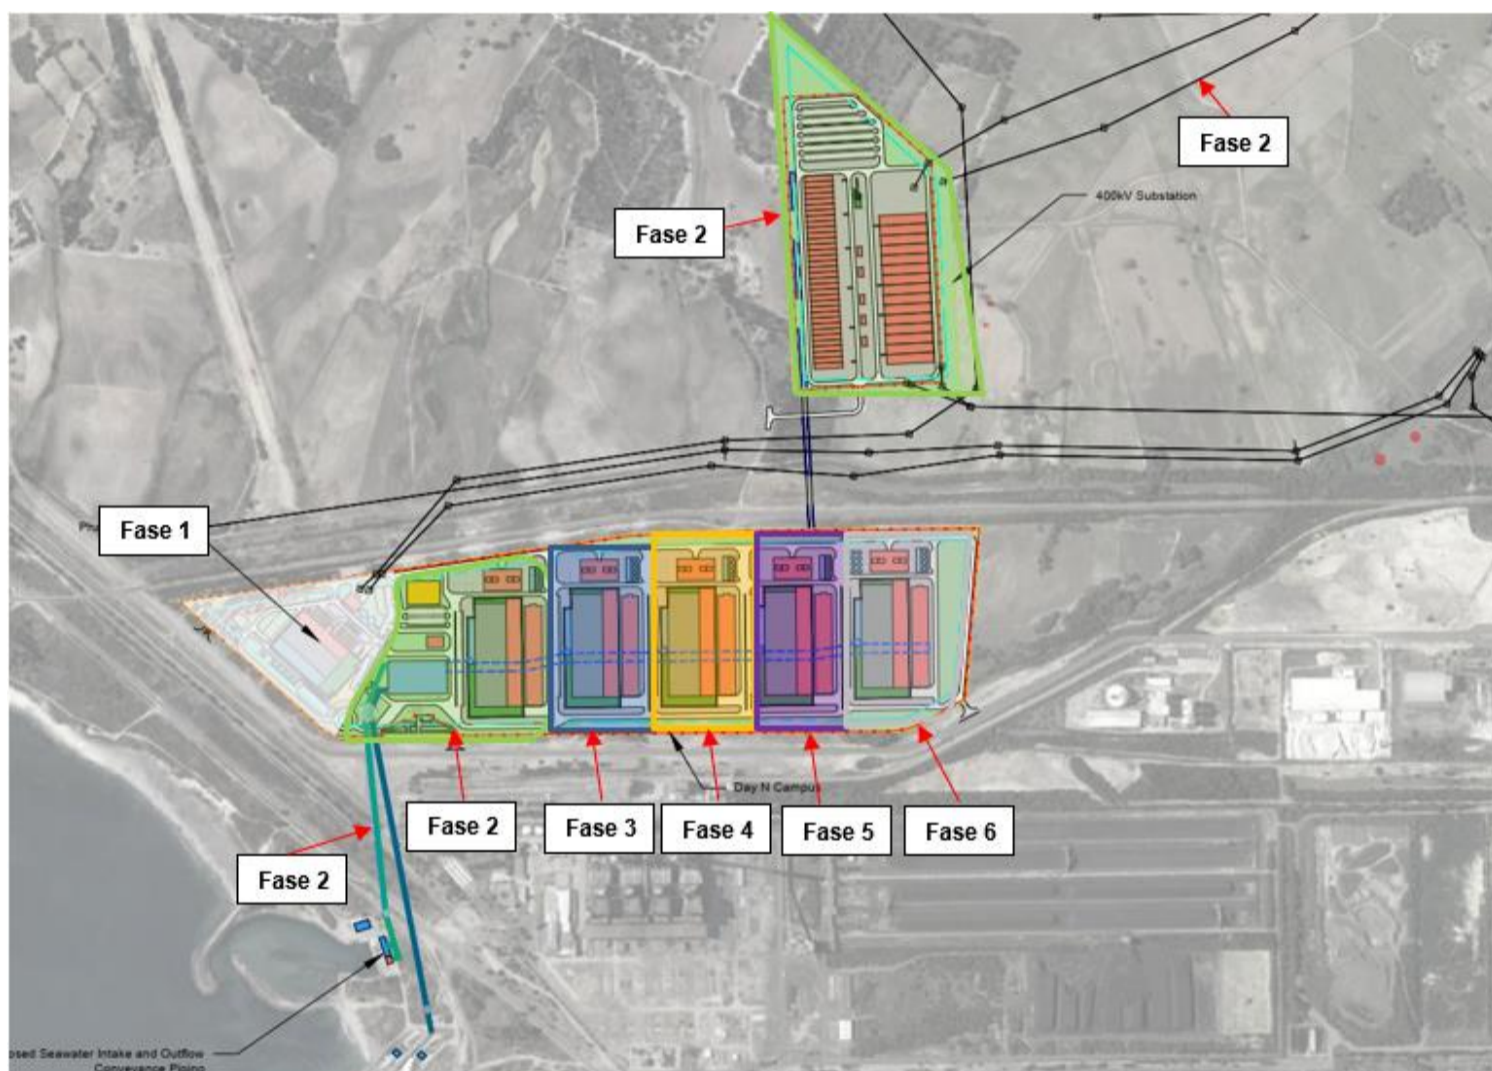 Fase 2
400kV Substation
Fase 2
Fase 1
Day N Campus
Fase 2
Fase 3
Fase 4
Fase 5
Fase 6
Fase 2
Seawater Intake and Outflow
Conveyance Piping